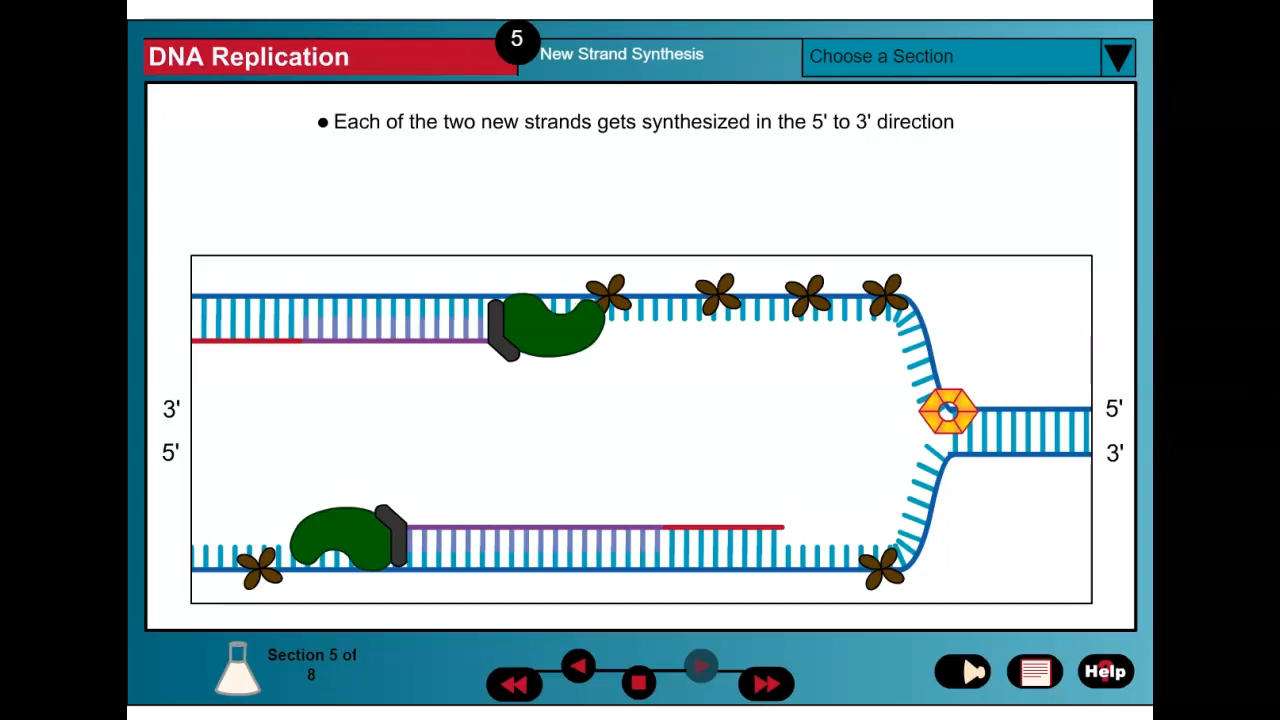 DNA Replication
5
New Strand Synthesis
Choose a Section
● Each of the two new strands gets synthesized in the 5' to 3' direction
3'
5'
5'
3'
Section 5 of
8
Help